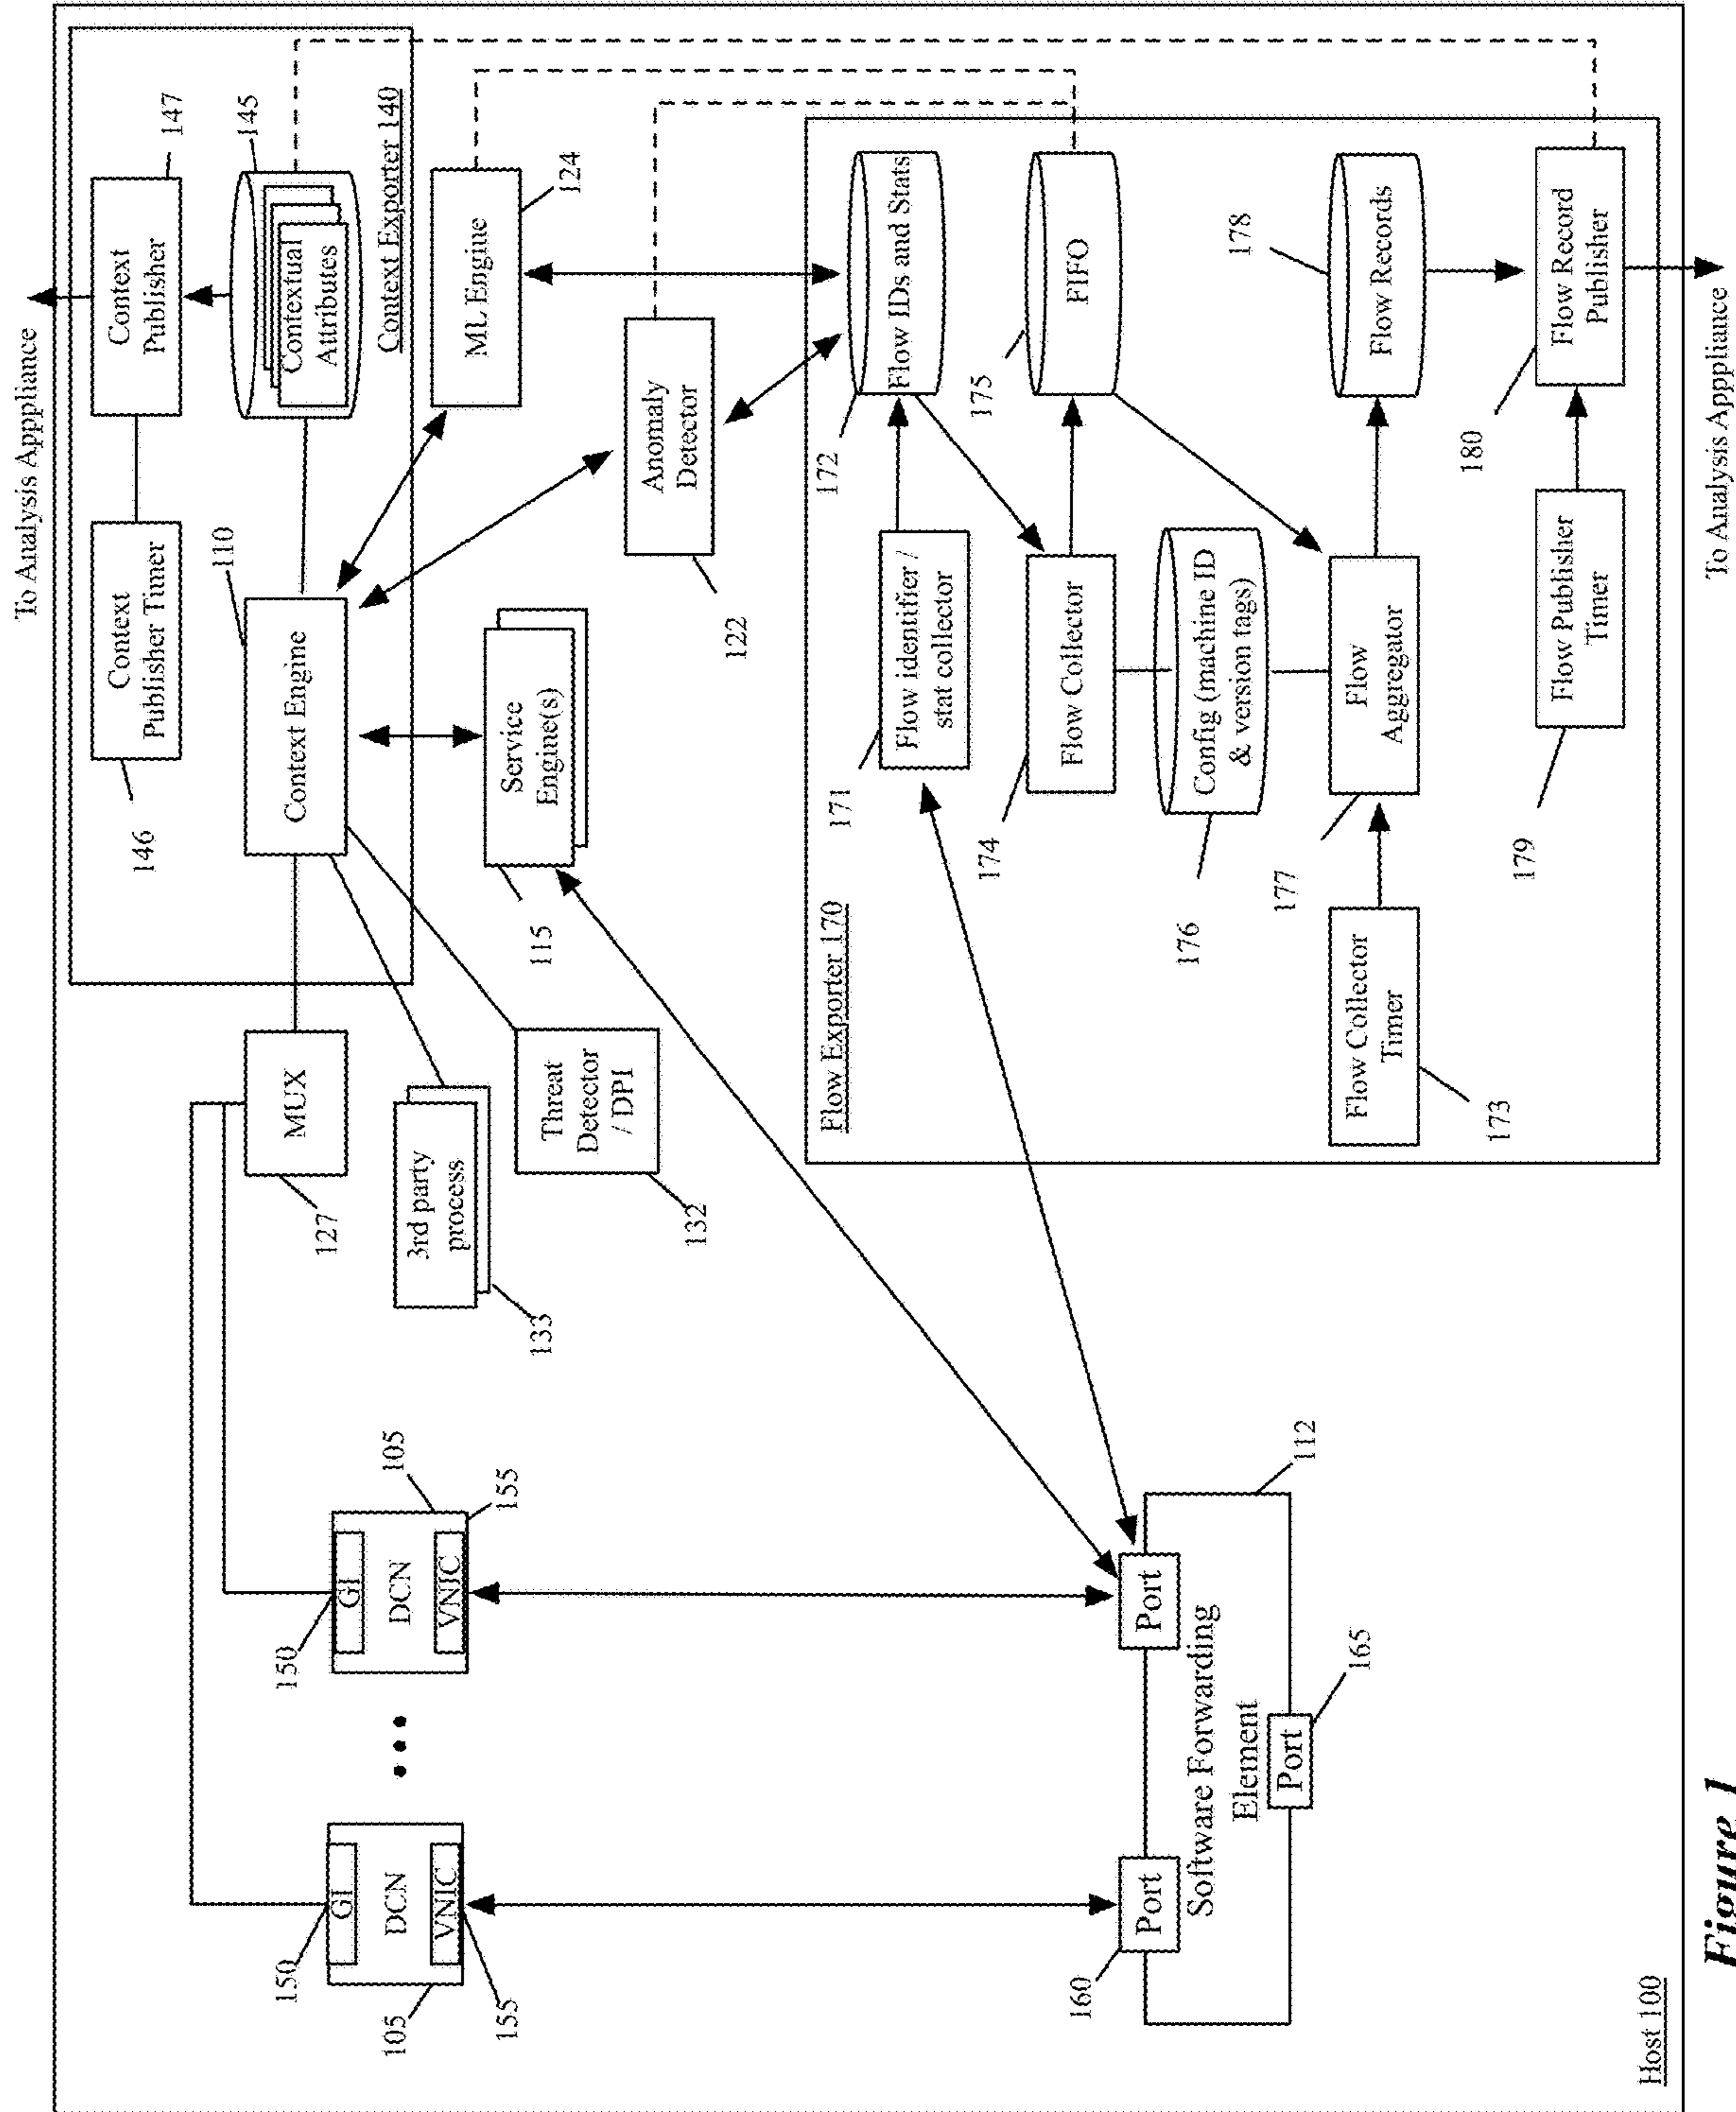 To Analysis Apppliance
146
Context
Publisher Timer
Context
Publisher
147
110
145
Contextual
Attributes
Context Exporter 140
Context Engine
MUX
127
150
GI
DCN
VNIC
105
155
150
GI
DCN
VNIC
105
155
3rd party
process
133
Threat
Detector
/ DPI
132
Service
Engine(s)
115
ML Engine
124
Anomaly
Detector
122
Flow Exporter 170
171
Flow identifier /
stat collector
172
Flow IDs and Stats
174
Flow Collector
175
FIFO
176
Config (machine ID
& version tags)
177
Flow
Aggregator
178
Flow Records
Flow Collector
Timer
173
179
Flow Publisher
Timer
180
Flow Record
Publisher
160
Port
Port
Software Forwarding
Element
112
Port
165
Host 100
To Analysis Apppliance
Figure 1